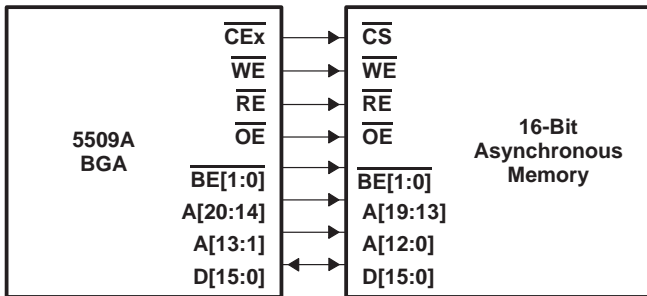 5509A
BGA
CEx
WE
RE
OE
BE[1:0]
A[20:14]
A[13:1]
D[15:0]
CS
WE
RE
OE
BE[1:0]
A[19:13]
A[12:0]
D[15:0]
16-Bit
Asynchronous
Memory